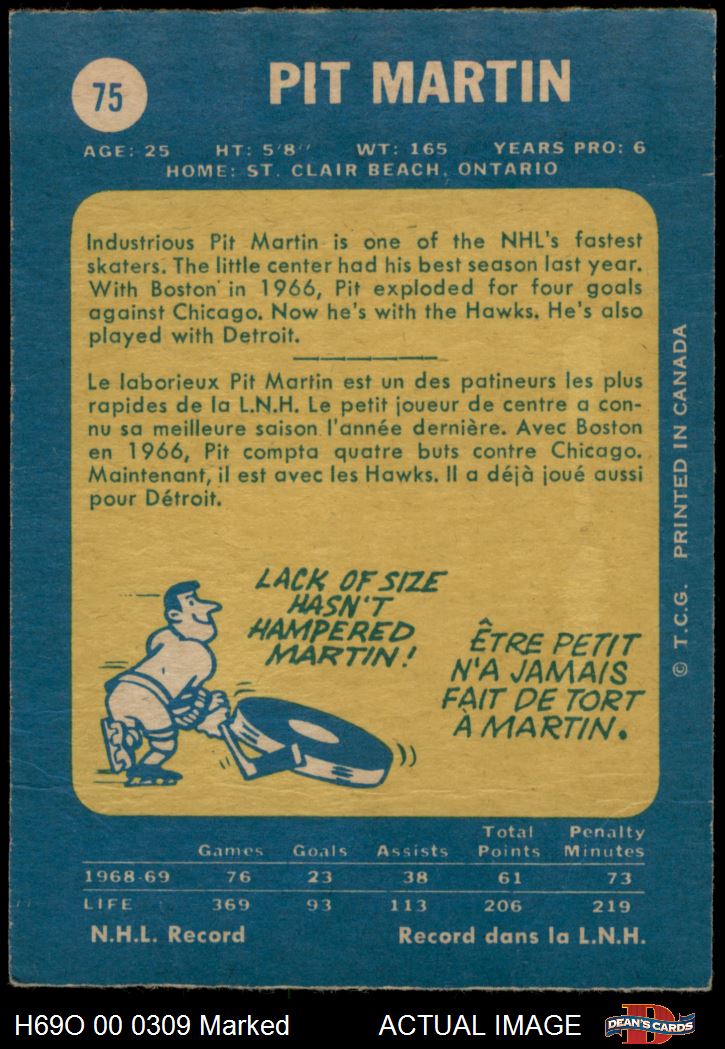 75
PIT MARTIN
AGE: 25 HT: 5'8" WT: 165 YEARS PRO: 6
HOME: ST. CLAIR BEACH, ONTARIO
Industrious Pit Martin is one of the NHL's fastest
skaters. The little center had his best season last year.
With Boston in 1966, Pit exploded for four goals
against Chicago. Now he's with the Hawks. He's also
played with Detroit.
Le laborieux Pit Martin est un des patineurs les plus
rapides de la L.N.H. Le petit joueur de centre a con-
nu sa meilleure saison l'année dernière. Avec Boston
en 1966, Pit compta quatre buts contre Chicago.
Maintenant, il est avec les Hawks. Il a déjà joué aussi
pour Détroit.
LACK OF SIZE
HASN'T
HAMPERED
MARTIN!
ÊTRE PETIT
N'A JAMAIS
FAIT DE TORT
À MARTIN.
© T.C.G. PRINTED IN CANADA
Total Penalty
Games Goals Assists Points Minutes
1968-69 76 23 38 61 73
LIFE 369 93 113 206 219
N.H.L. Record Record dans la L.N.H.
H69O 00 0309 Marked ACTUAL IMAGE
D
DEAN'S CARDS